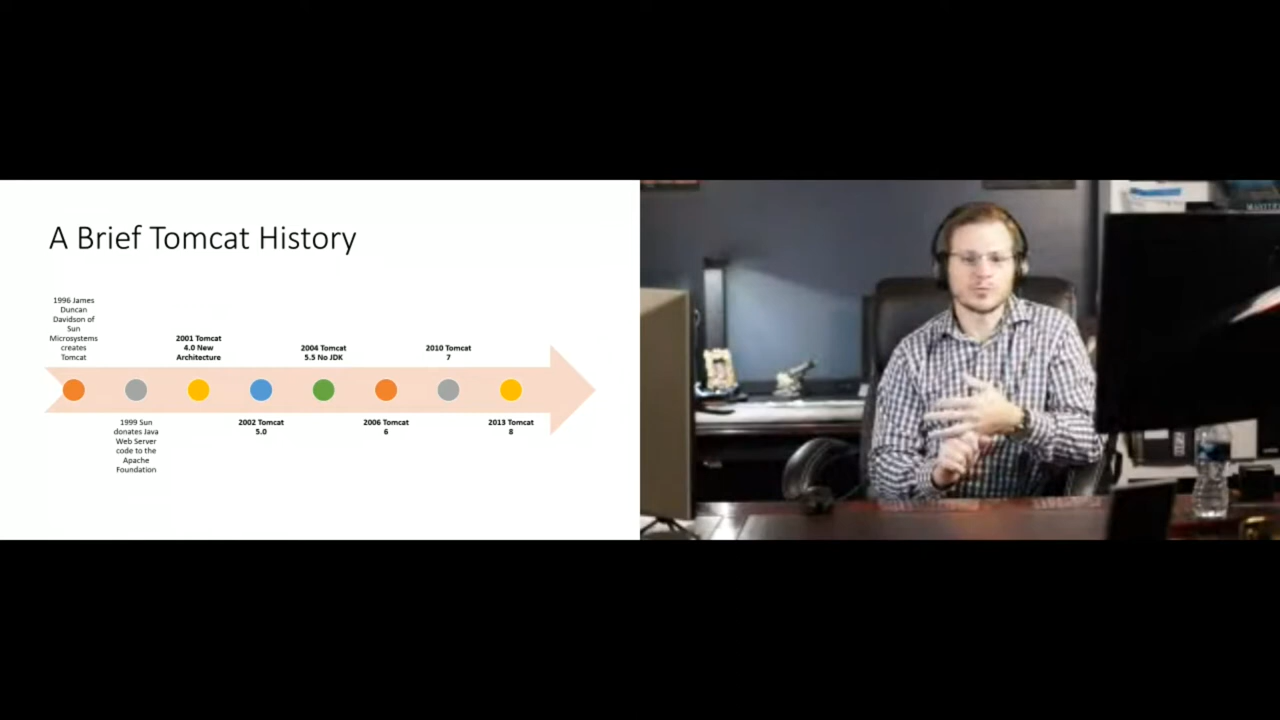 A Brief Tomcat History
1996 James
Duncan
Davidson of
Sun
Microsystems
creates
Tomcat
1999 Sun
donates Java
Web Server
code to the
Apache
Foundation
2001 Tomcat
4.0 New
Architecture
2002 Tomcat
5.0
2004 Tomcat
5.5 No JDK
2006 Tomcat
6
2010 Tomcat
7
2013 Tomcat
8